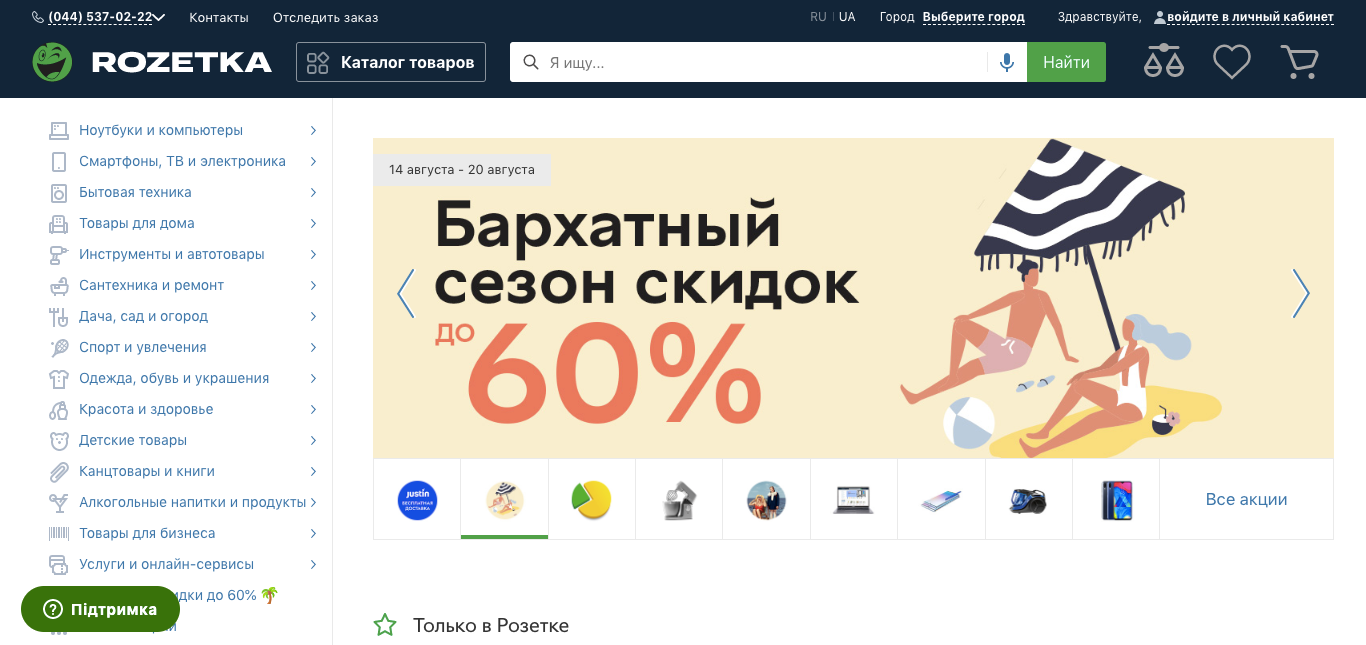 (044) 537-02-22
Контакты
Отследить заказ
RU
UA
Город
Выберите город
Здравствуйте,
войдите в личный кабинет
ROZETKA
Каталог товаров
Я ищу...
Найти
Ноутбуки и компьютеры
Смартфоны, ТВ и электроника
Бытовая техника
Товары для дома
Инструменты и автотовары
Сантехника и ремонт
Дача, сад и огород
Спорт и увлечения
Одежда, обувь и украшения
Красота и здоровье
Детские товары
Канцтовары и книги
Алкогольные напитки и продукты
Товары для бизнеса
Услуги и онлайн-сервисы
до 60%
Підтримка
14 августа - 20 августа
Бархатный
сезон скидок
ДО
60%
justin
БЕСПЛАТНАЯ
ДОСТАВКА
Все акции
Только в Розетке